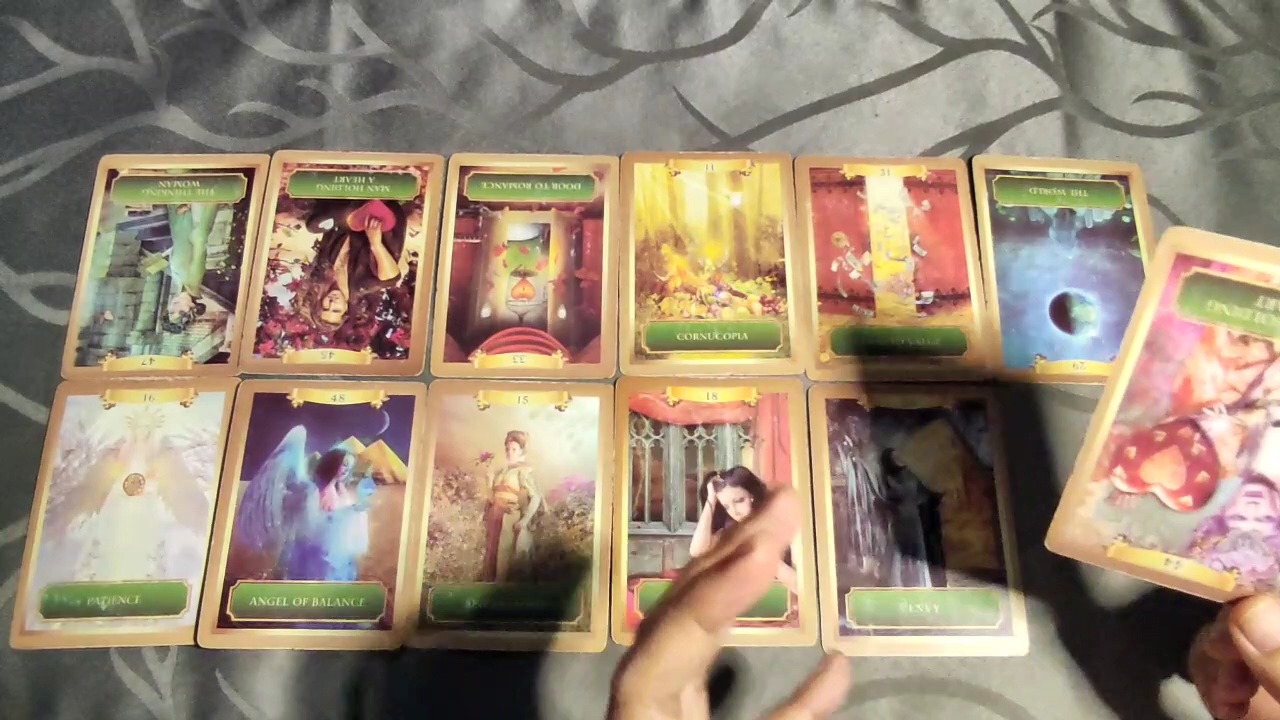 THE THINKING
WOMAN
47
MAN HOLDING
A HEART
45
DOOR TO ROMANCE
33
11
CORNUCOPIA
31
THE WORLD
29
44
16
PATIENCE
48
ANGEL OF BALANCE
15
18
ENVY